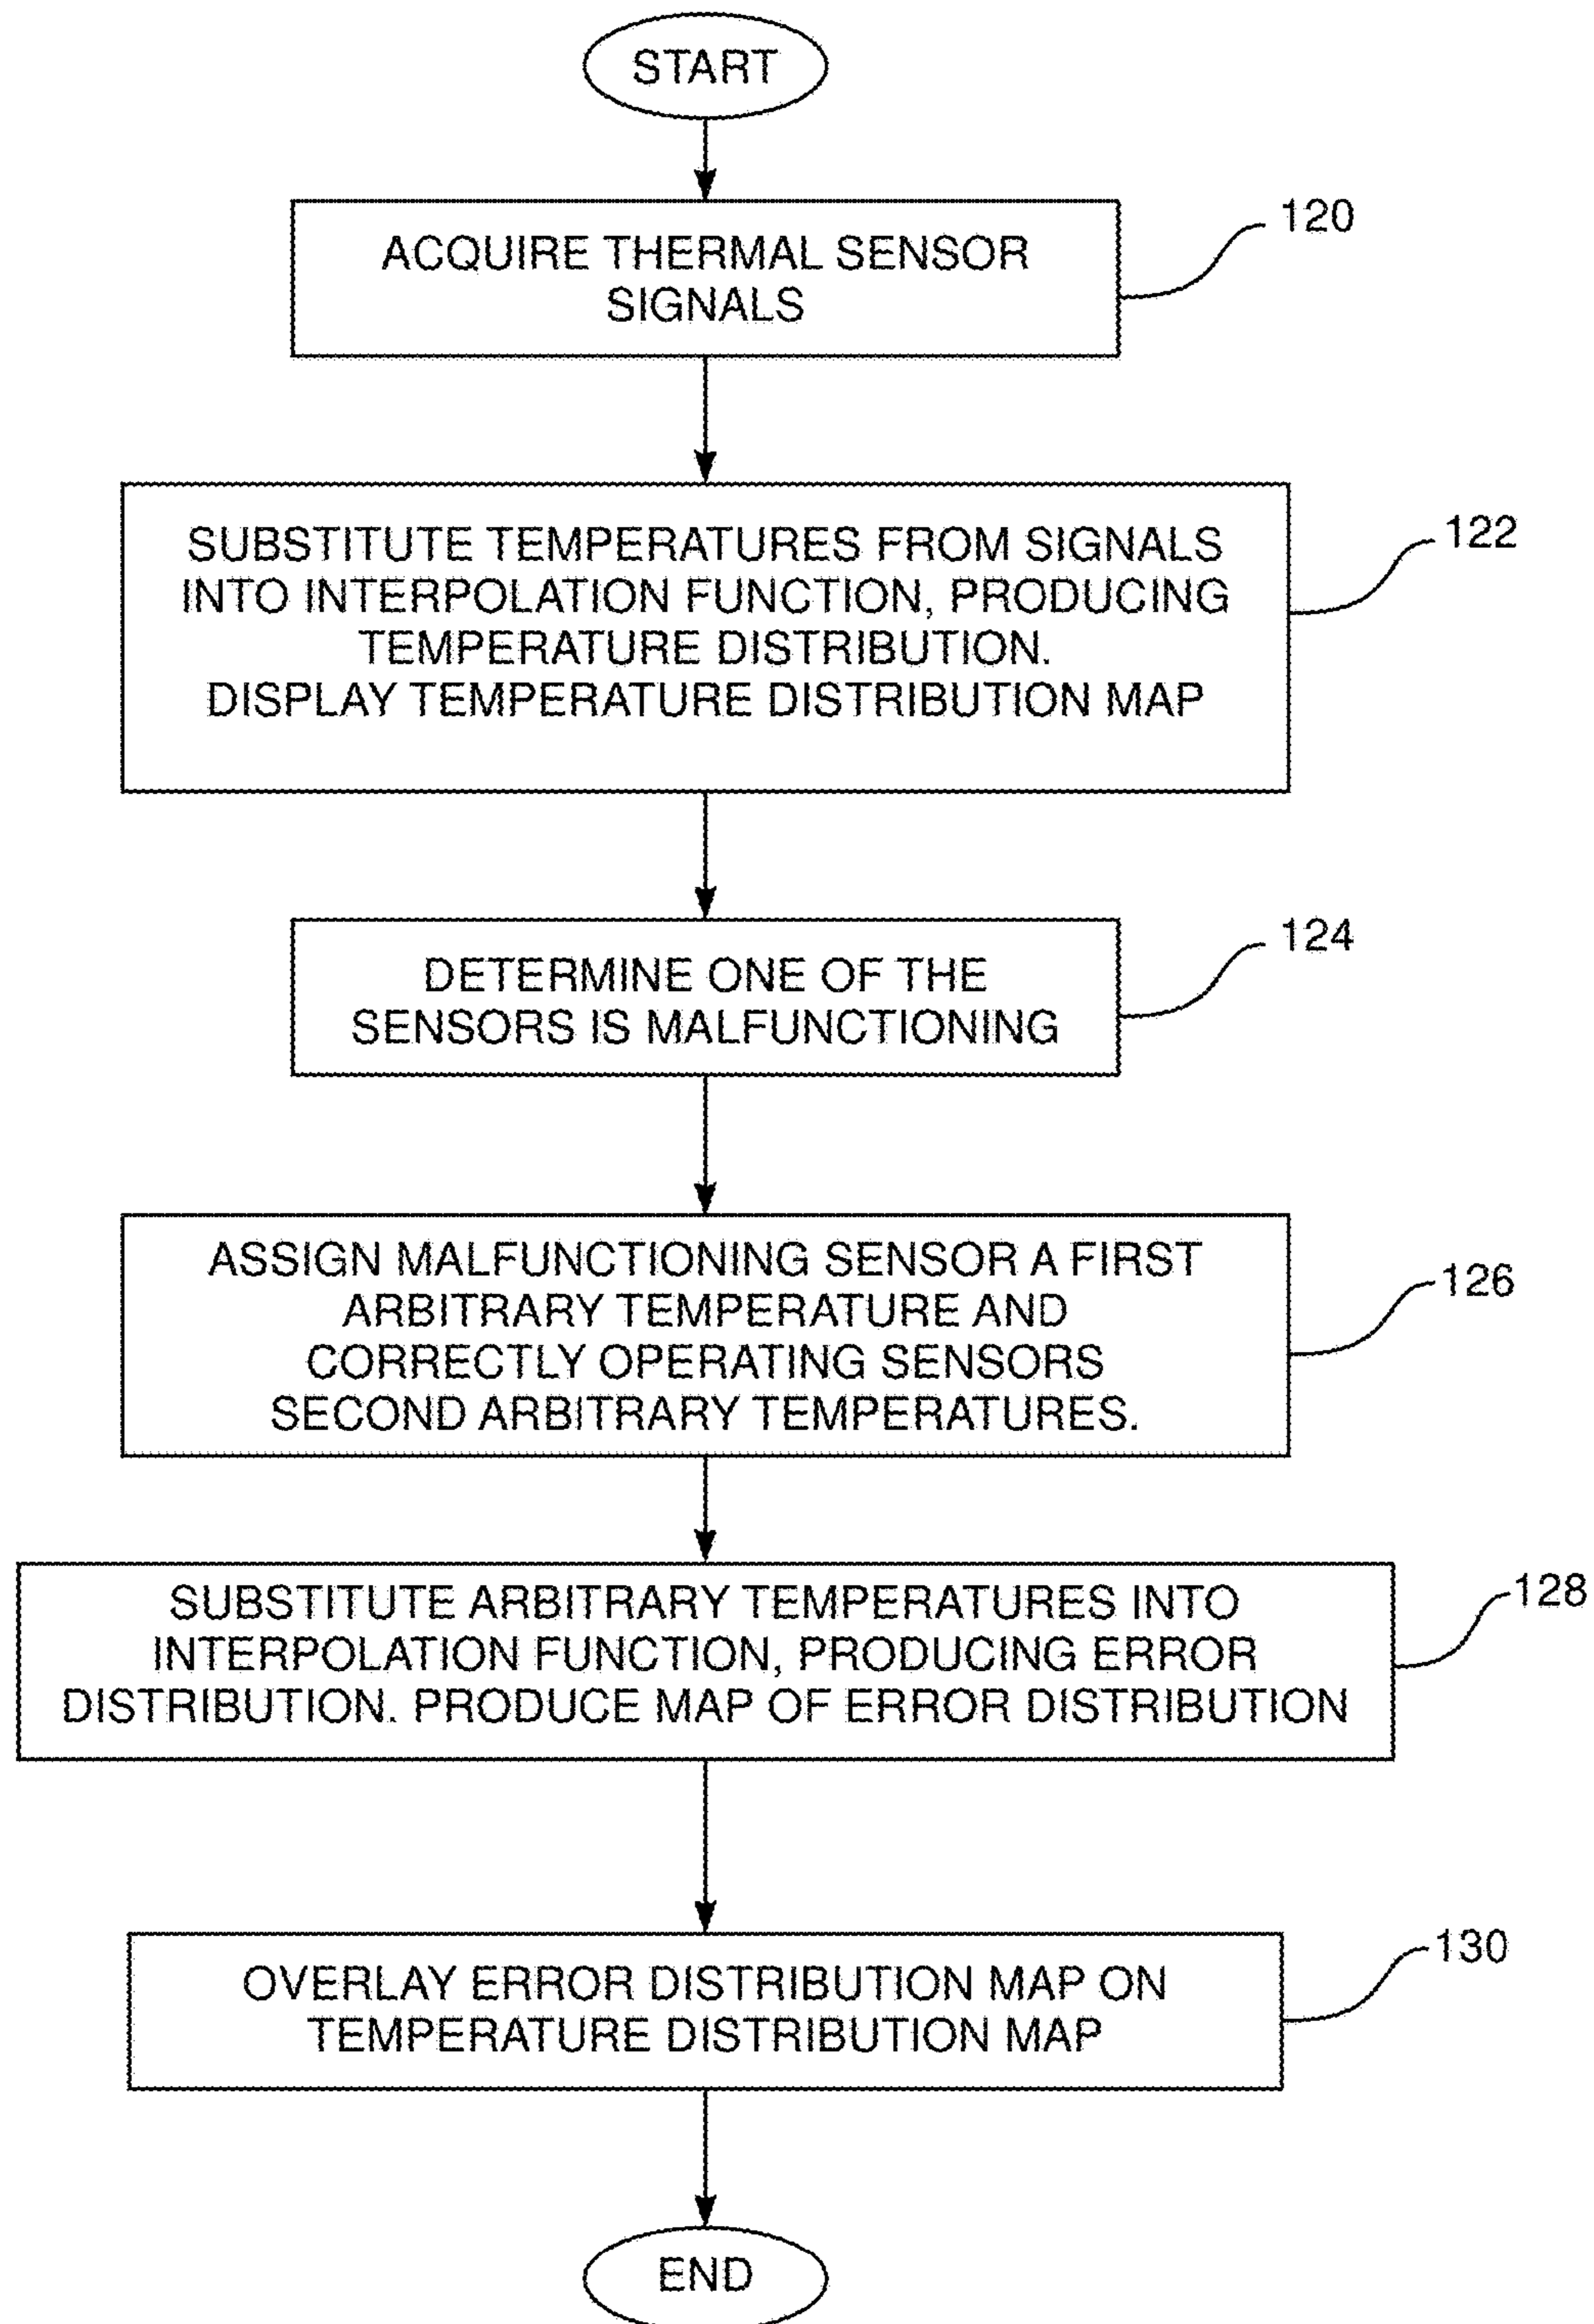 START
ACQUIRE THERMAL SENSOR
SIGNALS
120
SUBSTITUTE TEMPERATURES FROM SIGNALS
INTO INTERPOLATION FUNCTION, PRODUCING
TEMPERATURE DISTRIBUTION.
DISPLAY TEMPERATURE DISTRIBUTION MAP
122
DETERMINE ONE OF THE
SENSORS IS MALFUNCTIONING
124
ASSIGN MALFUNCTIONING SENSOR A FIRST
ARBITRARY TEMPERATURE AND
CORRECTLY OPERATING SENSORS
SECOND ARBITRARY TEMPERATURES.
126
SUBSTITUTE ARBITRARY TEMPERATURES INTO
INTERPOLATION FUNCTION, PRODUCING ERROR
DISTRIBUTION. PRODUCE MAP OF ERROR DISTRIBUTION
128
OVERLAY ERROR DISTRIBUTION MAP ON
TEMPERATURE DISTRIBUTION MAP
130
END